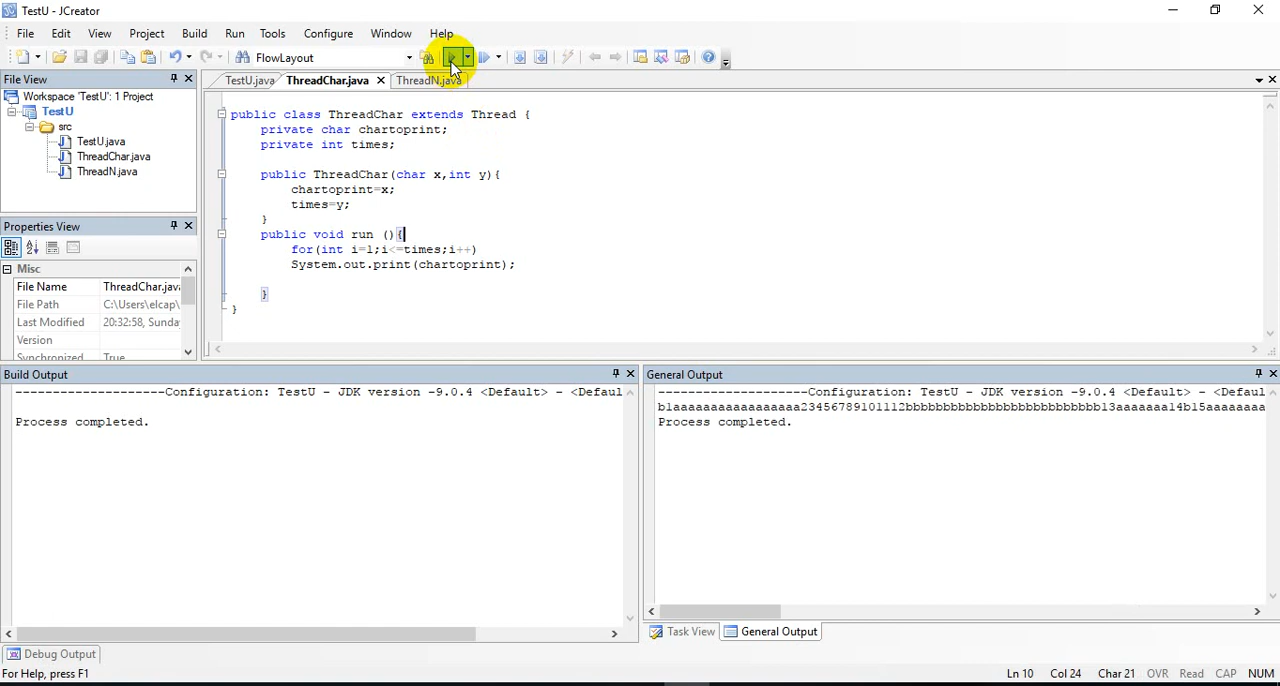 TestU - JCreator
File Edit View Project Build Run Tools Configure Window Help
FlowLayout
File View
TestU.java ThreadChar.java ThreadN.java
Workspace 'TestU': 1 Project
TestU
src
TestU.java
ThreadChar.java
ThreadN.java
public class ThreadChar extends Thread {
private char chartoprint;
private int times;
public ThreadChar(char x,int y){
chartoprint=x;
times=y;
}
public void run (){
for(int i=1;i<=times;i++)
System.out.print(chartoprint);
}
}
Properties View
Misc
File Name ThreadChar.java
File Path C:\Users\elcap\
Last Modified 20:32:58, Sunda
Version
Synchronized True
Build Output
--------------------Configuration: TestU - JDK version -9.0.4 <Default> - <Defaul
Process completed.
General Output
--------------------Configuration: TestU - JDK version -9.0.4 <Default> - <Defaul
Process completed.
Task View General Output
Debug Output
For Help, press F1
Ln 10 Col 24 Char 21 OVR Read CAP NUM